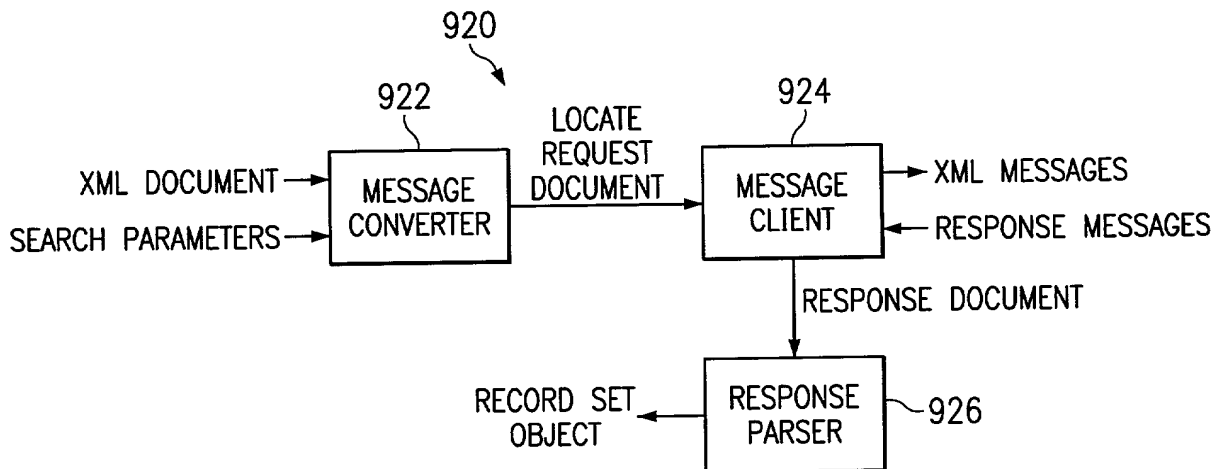 920
922
924
LOCATE
REQUEST
DOCUMENT
XML DOCUMENT
SEARCH PARAMETERS
MESSAGE
CONVERTER
MESSAGE
CLIENT
XML MESSAGES
RESPONSE MESSAGES
RESPONSE DOCUMENT
RECORD SET
OBJECT
RESPONSE
PARSER
926